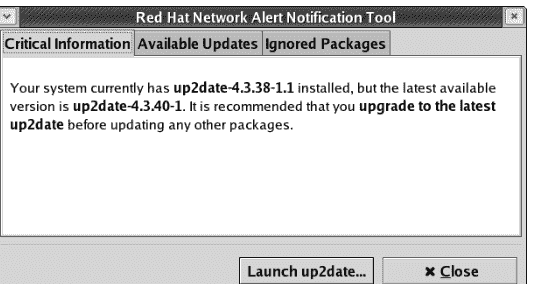 Red Hat Network Alert Notification Tool
Critical Information Available Updates Ignored Packages
Your system currently has up2date-4.3.38-1.1 installed, but the latest available
version is up2date-4.3.40-1. It is recommended that you upgrade to the latest
up2date before updating any other packages.
Launch up2date... Close